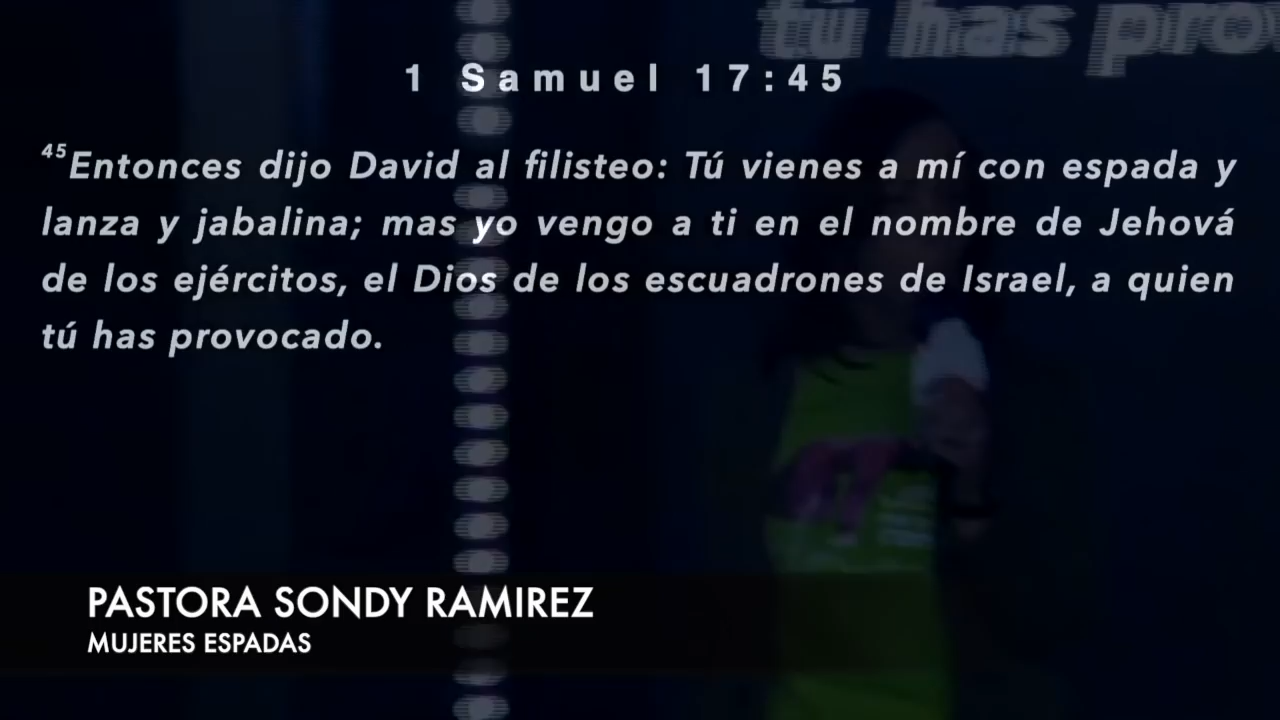 tú has pro
1 Samuel 17:45
45Entonces dijo David al filisteo: Tú vienes a mí con espada y
lanza y jabalina; mas yo vengo a ti en el nombre de Jehová
de los ejércitos, el Dios de los escuadrones de Israel, a quien
tú has provocado.
PASTORA SONDY RAMIREZ
MUJERES ESPADAS